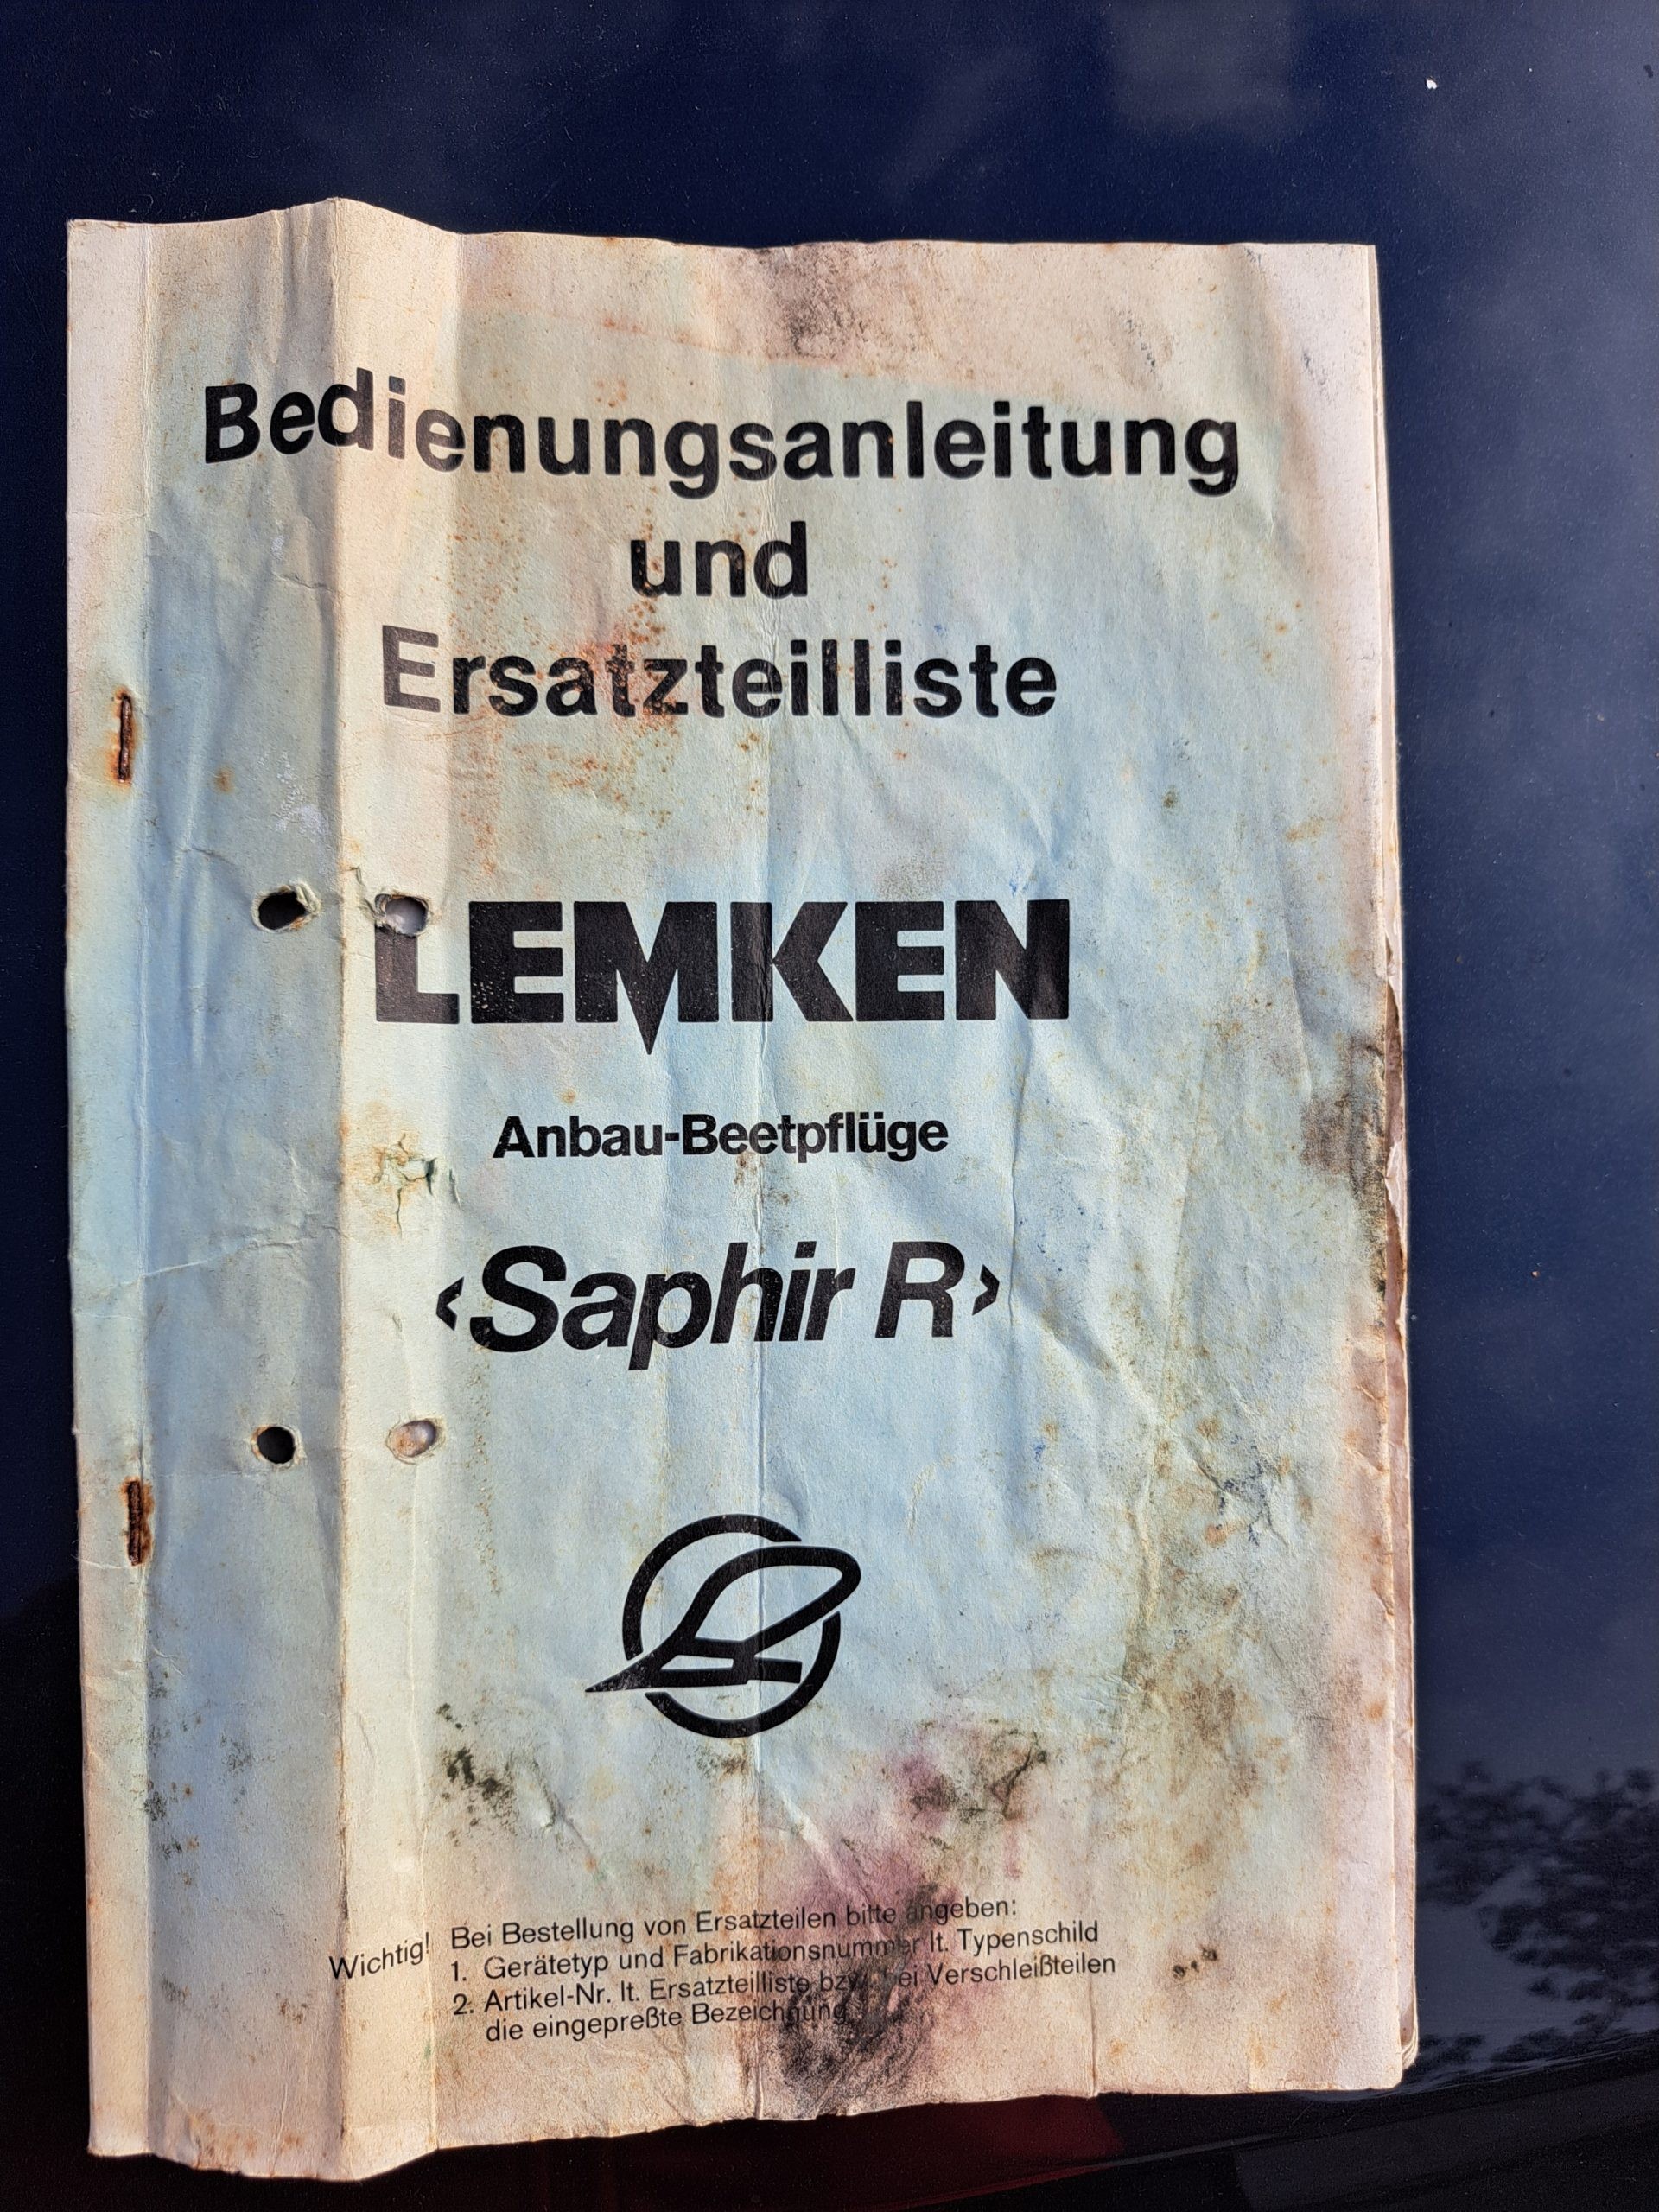 Bedienungsanleitung
und
Ersatzteilliste
LEMKEN
Anbau-Beetpflüge
‹Saphir R›
Wichtig! Bei Bestellung von Ersatzteilen bitte angeben:
1. Gerätetyp und Fabrikationsnummer lt. Typenschild
2. Artikel-Nr. lt. Ersatzteilliste bzw. bei Verschleißteilen
die eingepreßte Bezeichnung